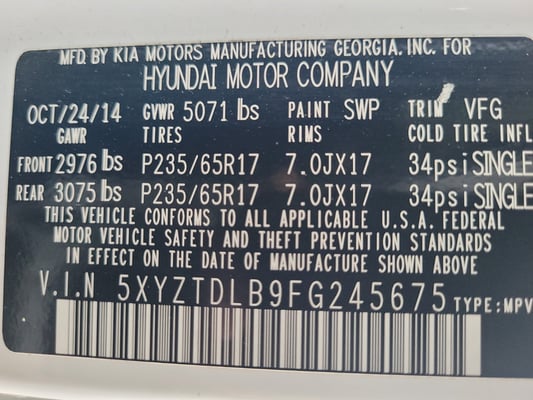 MFD. BY KIA MOTORS MANUFACTURING GEORGIA, INC. FOR
HYUNDAI MOTOR COMPANY
OCT/24/14 GVWR 5071 lbs PAINT SWP TRIM VFG
GAWR TIRES RIMS COLD TIRE INFL
FRONT 2976 lbs P235/65R17 7.0JX17 34psi SINGLE
REAR 3075 lbs P235/65R17 7.0JX17 34psi SINGLE
THIS VEHICLE CONFORMS TO ALL APPLICABLE U.S.A. FEDERAL
MOTOR VEHICLE SAFETY AND THEFT PREVENTION STANDARDS
IN EFFECT ON THE DATE OF MANUFACTURE SHOWN ABOVE
V.I.N 5XYZTDLB9FG245675 TYPE:MPV